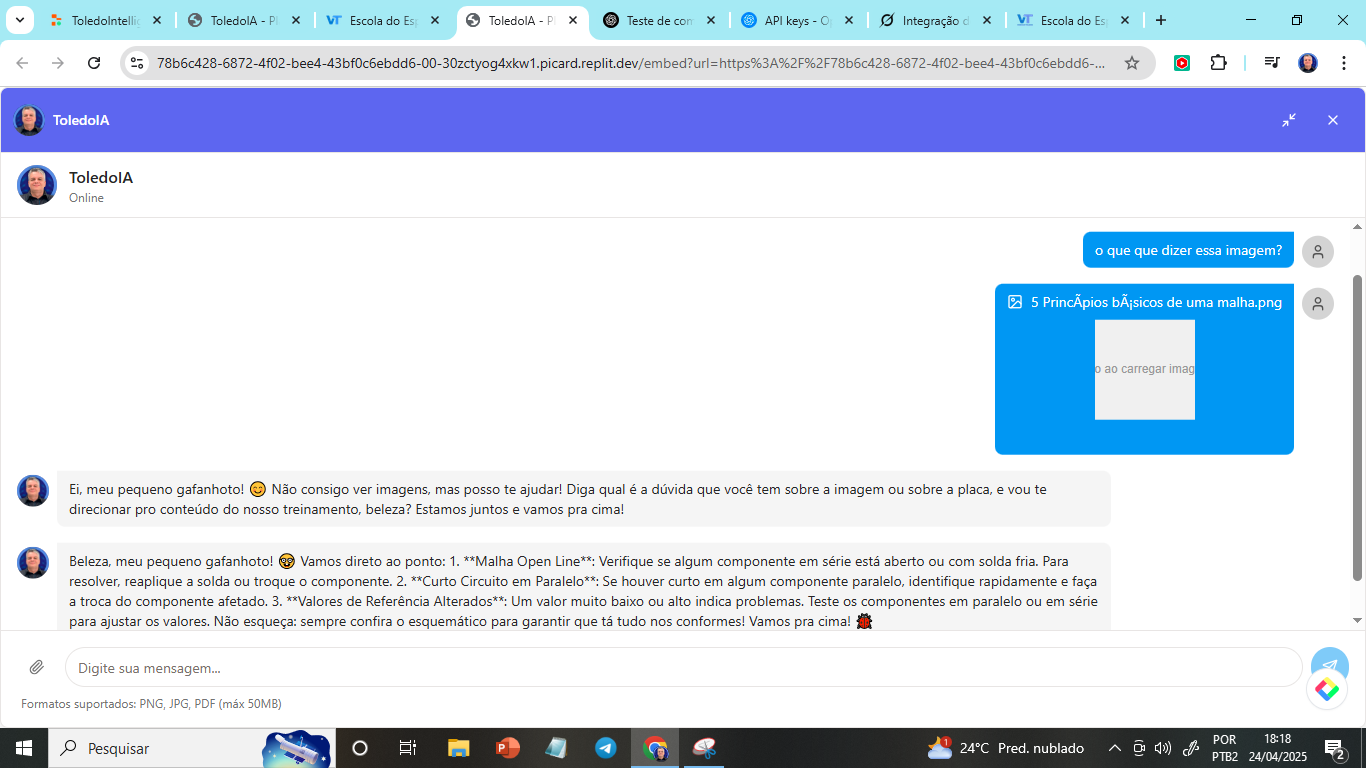 ToledoIntelli
ToledoIA - P
Escola do Es
ToledoIA - P
Teste de con
API keys - O
Integração d
Escola do Es
78b6c428-6872-4f02-bee4-43bf0c6ebdd6-00-30zctyog4xkw1.picard.replit.dev/embed?url=https%3A%2F%2F78b6c428-6872-4f02-bee4-43bf0c6ebdd6-...
ToledoIA
ToledoIA
Online
o que que dizer essa imagem?
5 PrincÃpios bÃ¡sicos de uma malha.png
o ao carregar imag
Ei, meu pequeno gafanhoto! 😊 Não consigo ver imagens, mas posso te ajudar! Diga qual é a dúvida que você tem sobre a imagem ou sobre a placa, e vou te
direcionar pro conteúdo do nosso treinamento, beleza? Estamos juntos e vamos pra cima!
Beleza, meu pequeno gafanhoto! 🤓 Vamos direto ao ponto: 1. **Malha Open Line**: Verifique se algum componente em série está aberto ou com solda fria. Para
resolver, reaplique a solda ou troque o componente. 2. **Curto Circuito em Paralelo**: Se houver curto em algum componente paralelo, identifique rapidamente e faça
a troca do componente afetado. 3. **Valores de Referência Alterados**: Um valor muito baixo ou alto indica problemas. Teste os componentes em paralelo ou em série
para ajustar os valores. Não esqueça: sempre confira o esquemático para garantir que tá tudo nos conformes! Vamos pra cima! 🐞
Digite sua mensagem...
Formatos suportados: PNG, JPG, PDF (máx 50MB)
Pesquisar
24°C Pred. nublado
POR
PTB2
18:18
24/04/2025
1
2